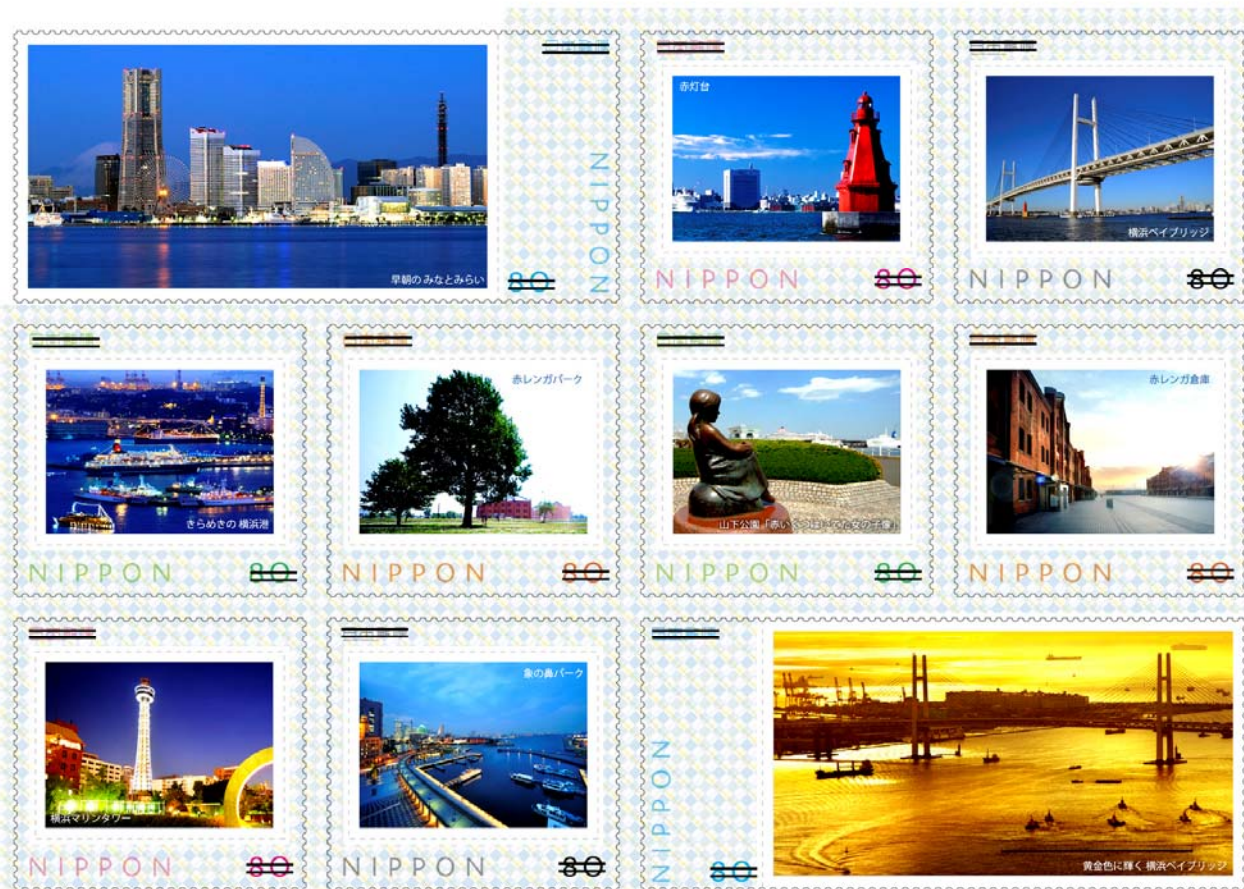 早朝の みなとみらい
80
NIPPON
赤灯台
NIPPON 80
横浜ベイブリッジ
NIPPON 80
きらめきの 横浜港
NIPPON 80
赤レンガパーク
NIPPON 80
山下公園「赤いくつはいてた女の子像」
NIPPON 80
赤レンガ倉庫
NIPPON 80
横浜マリンタワー
NIPPON 80
象の鼻パーク
NIPPON 80
NIPPON
80
黄金色に輝く 横浜ベイブリッジ